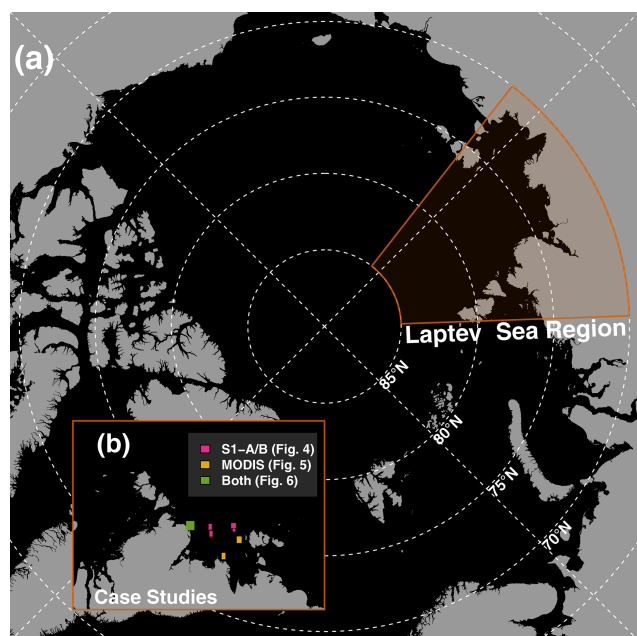 (a)
Laptev Sea Region
85°N
80°N
75°N
70°N
(b)
S1-A/B (Fig. 4)
MODIS (Fig. 5)
Both (Fig. 6)
Case Studies